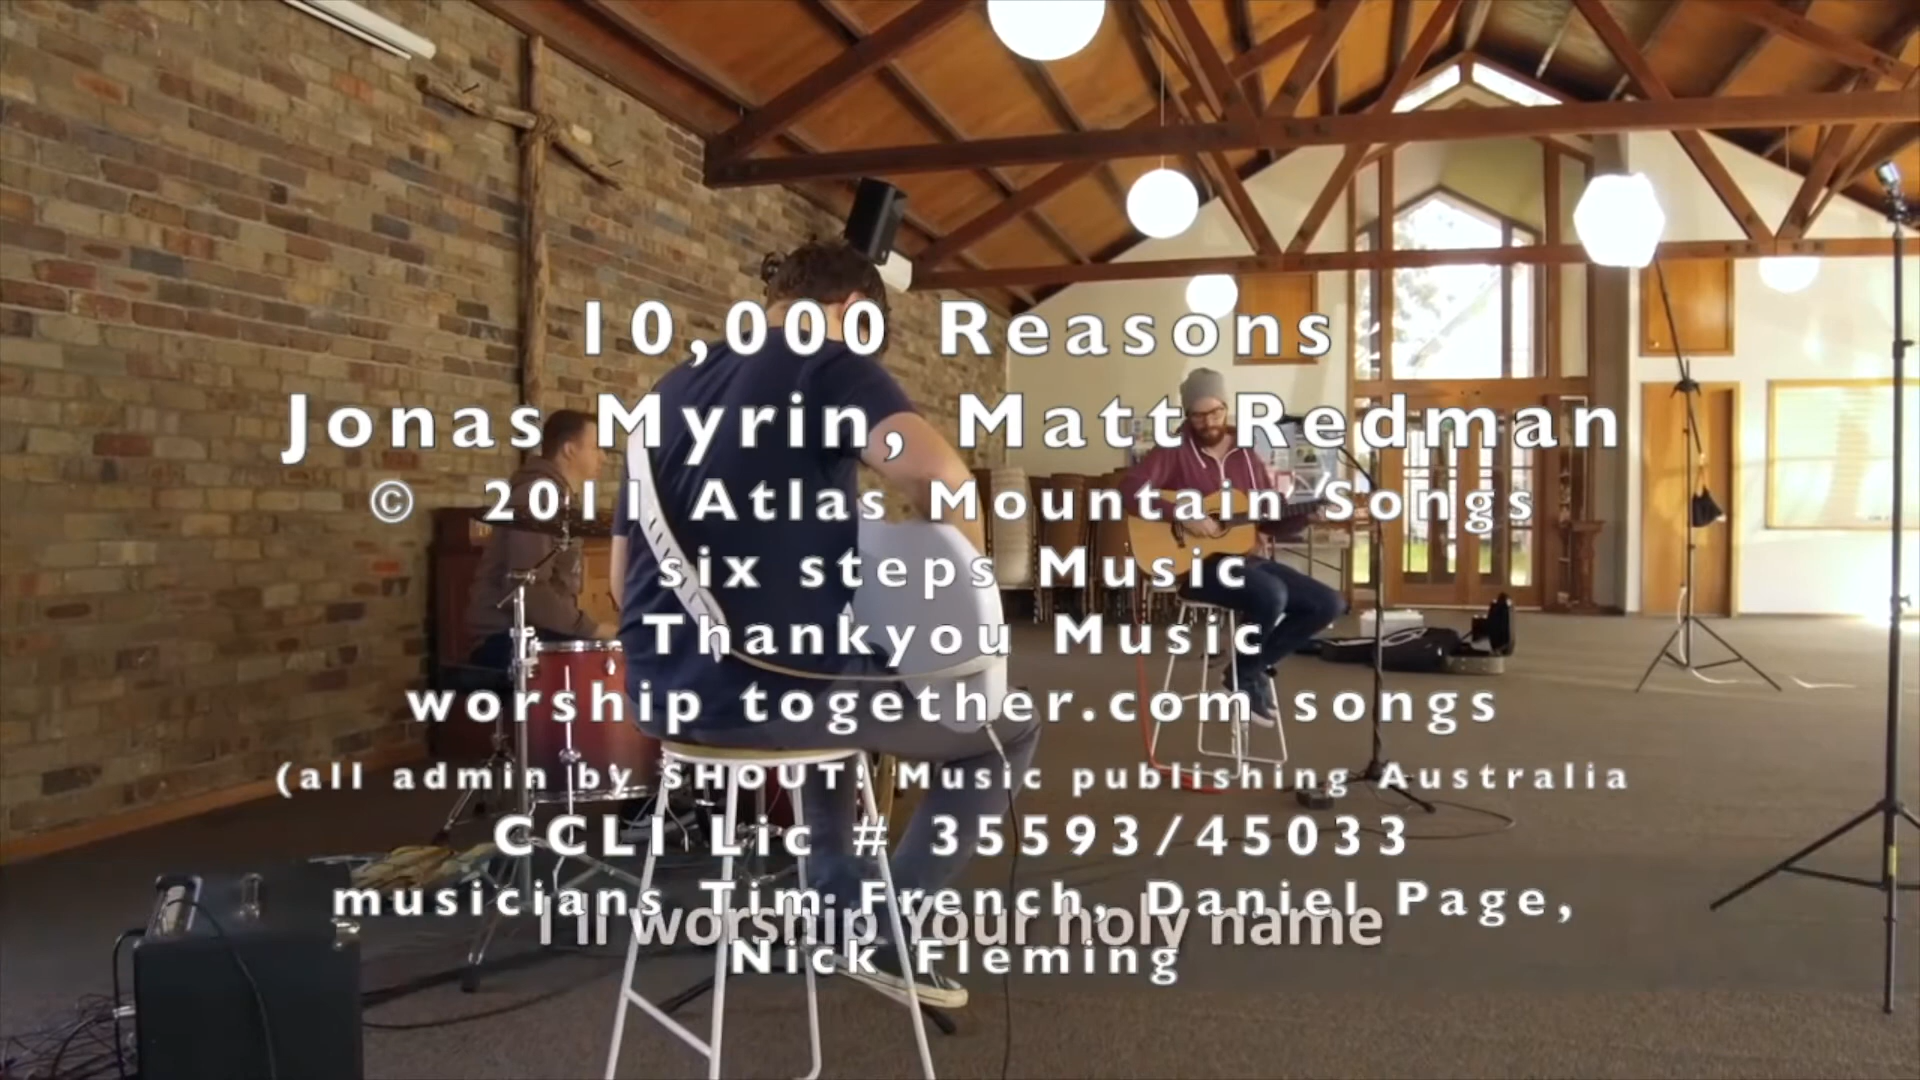 10,000 Reasons
Jonas Myrin, Matt Redman
© 2011 Atlas Mountain Songs
six steps Music
Thankyou Music
worship together.com songs
(all admin by SHOUT! Music publishing Australia
CCLI Lic # 35593/45033
musicians Tim French, Daniel Page,
I'll worship Your holy name
Nick Fleming